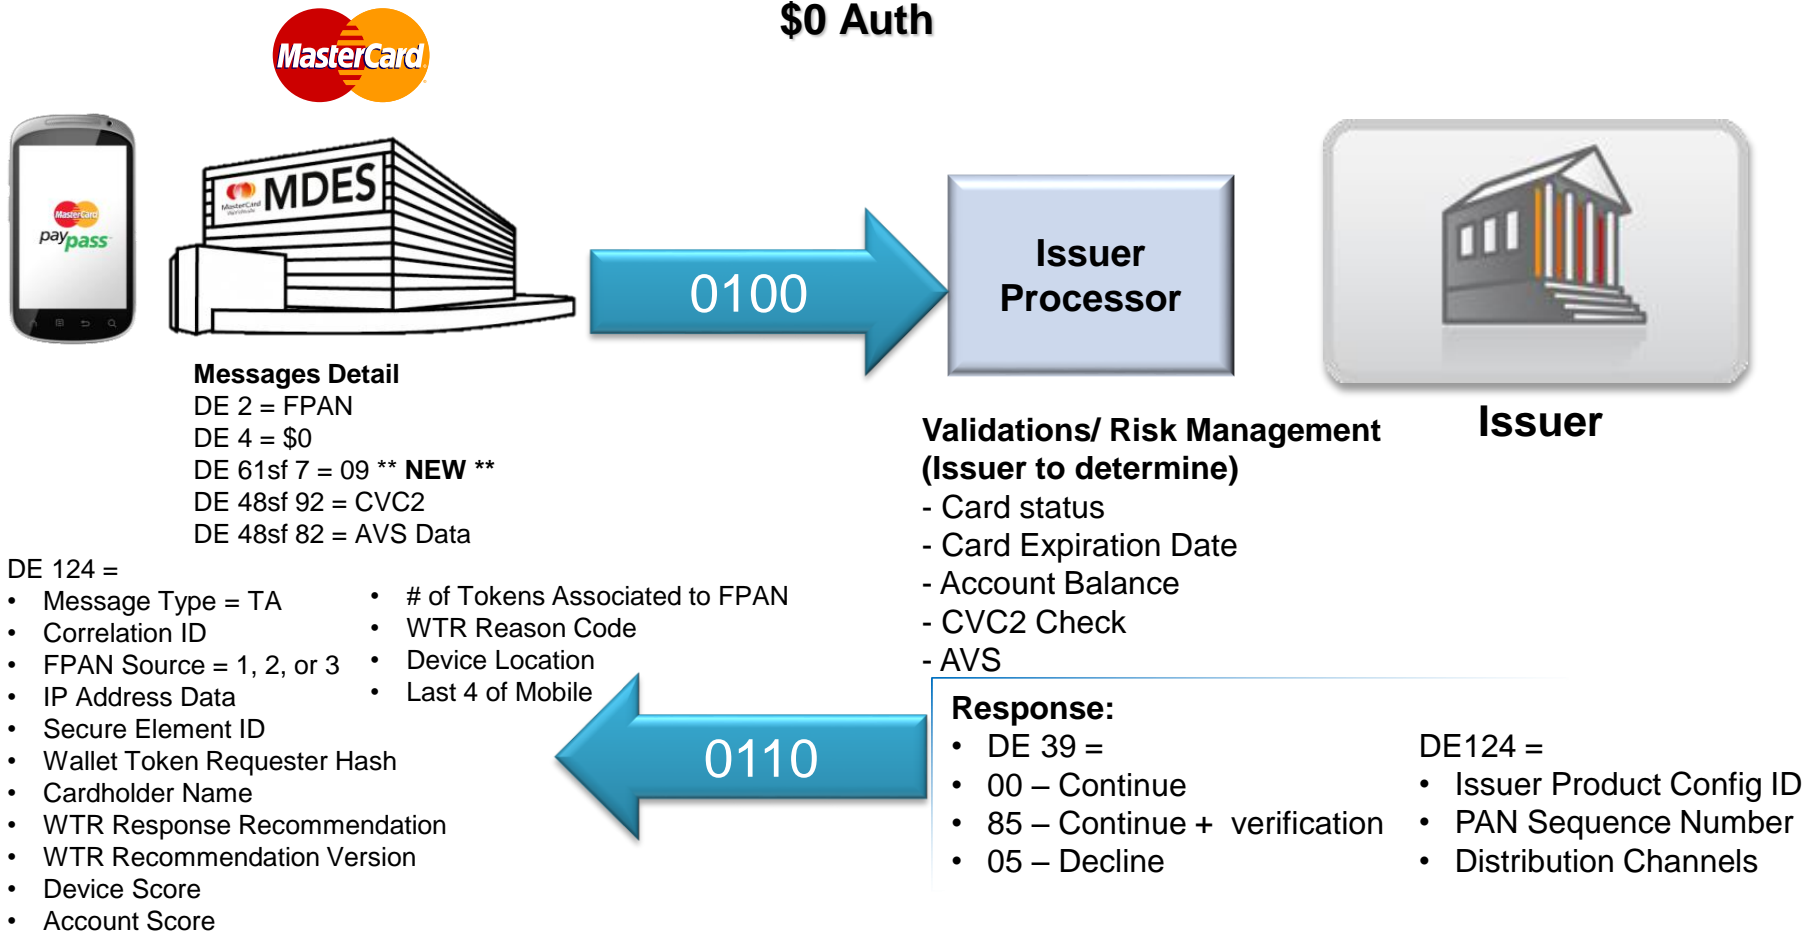 $0 Auth
MasterCard
MasterCard
paypass
MasterCard
Worldwide
MDES
0100
Issuer
Processor
Issuer
Messages Detail
DE 2 = FPAN
DE 4 = $0
DE 61sf 7 = 09 ** NEW **
DE 48sf 92 = CVC2
DE 48sf 82 = AVS Data
DE 124 =
• Message Type = TA
• Correlation ID
• FPAN Source = 1, 2, or 3
• IP Address Data
• Secure Element ID
• Wallet Token Requester Hash
• Cardholder Name
• WTR Response Recommendation
• WTR Recommendation Version
• Device Score
• Account Score
• # of Tokens Associated to FPAN
• WTR Reason Code
• Device Location
• Last 4 of Mobile
Validations/ Risk Management
(Issuer to determine)
- Card status
- Card Expiration Date
- Account Balance
- CVC2 Check
- AVS
0110
Response:
• DE 39 =
• 00 – Continue
• 85 – Continue + verification
• 05 – Decline
DE124 =
• Issuer Product Config ID
• PAN Sequence Number
• Distribution Channels